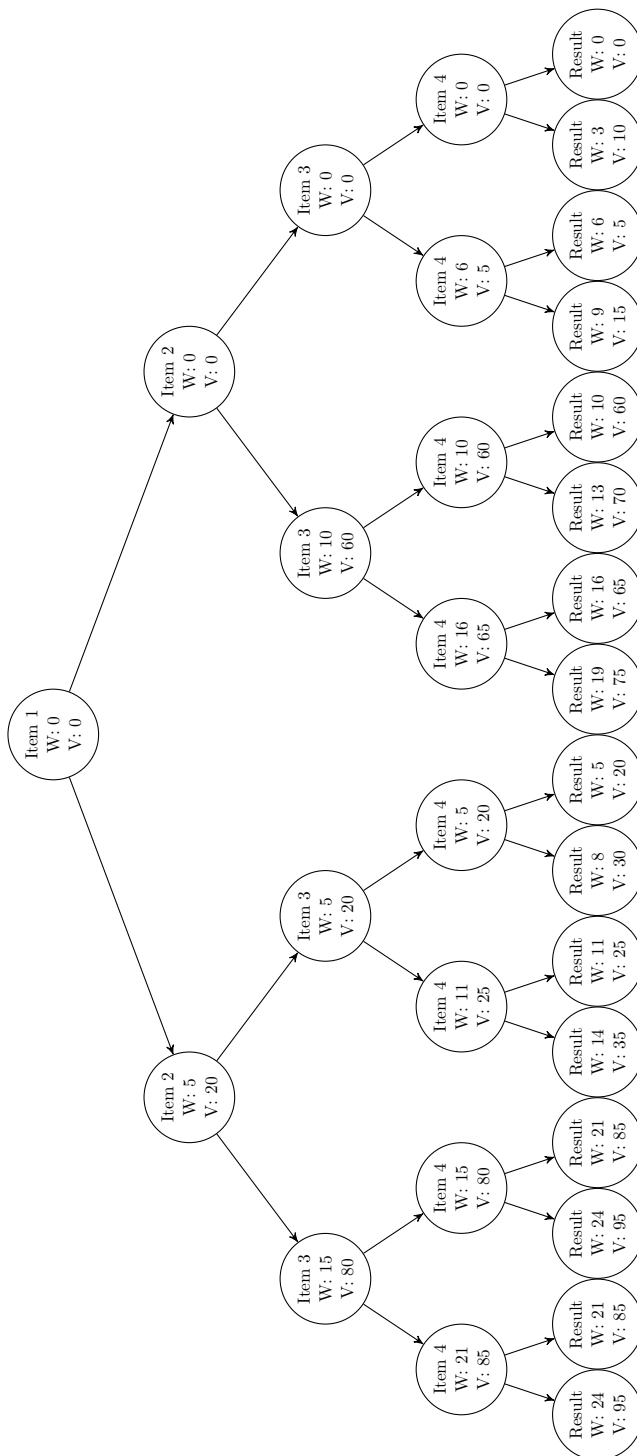 Item 1
W: 0
V: 0
Item 2
W: 5
V: 20
Item 2
W: 0
V: 0
Item 3
W: 15
V: 80
Item 3
W: 5
V: 20
Item 3
W: 10
V: 60
Item 3
W: 0
V: 0
Item 4
W: 21
V: 85
Item 4
W: 15
V: 80
Item 4
W: 11
V: 25
Item 4
W: 5
V: 20
Item 4
W: 16
V: 65
Item 4
W: 10
V: 60
Item 4
W: 6
V: 5
Item 4
W: 0
V: 0
Result
W: 24
V: 95
Result
W: 21
V: 85
Result
W: 24
V: 95
Result
W: 21
V: 85
Result
W: 14
V: 35
Result
W: 11
V: 25
Result
W: 8
V: 30
Result
W: 5
V: 20
Result
W: 19
V: 75
Result
W: 16
V: 65
Result
W: 13
V: 70
Result
W: 10
V: 60
Result
W: 9
V: 15
Result
W: 6
V: 5
Result
W: 3
V: 10
Result
W: 0
V: 0